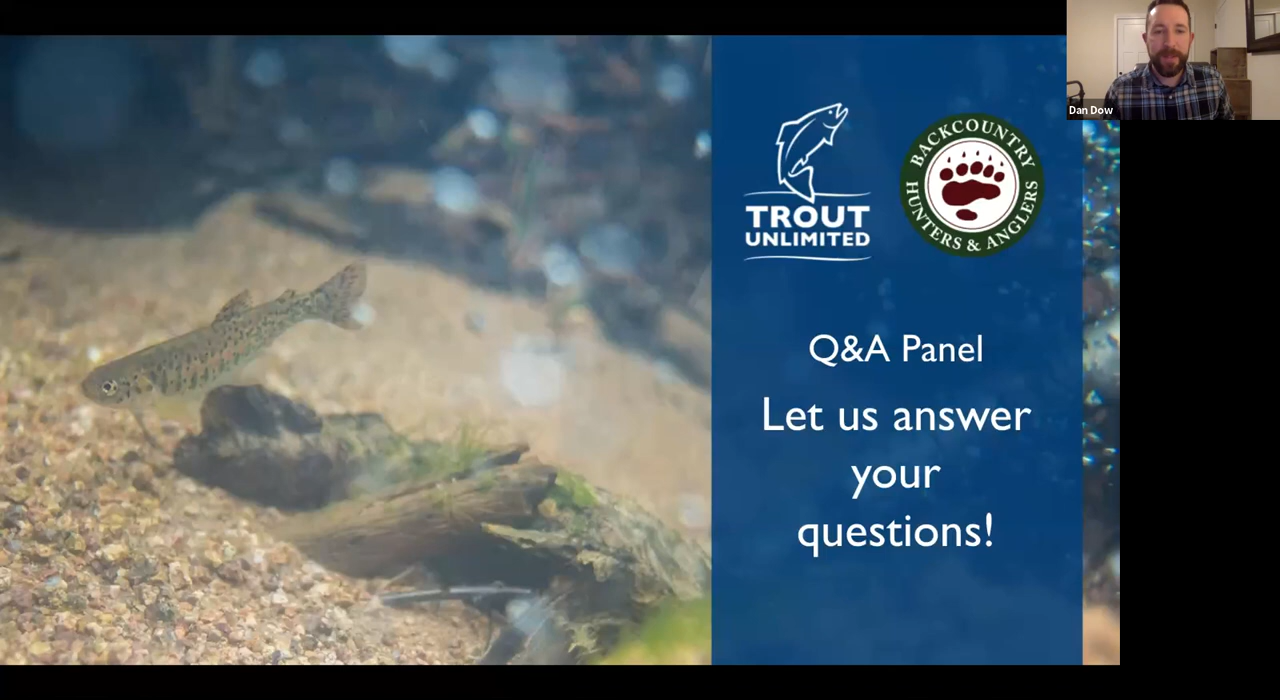 TROUT
UNLIMITED
BACKCOUNTRY
HUNTERS & ANGLERS
Q&A Panel
Let us answer
your
questions!
Dan Dow